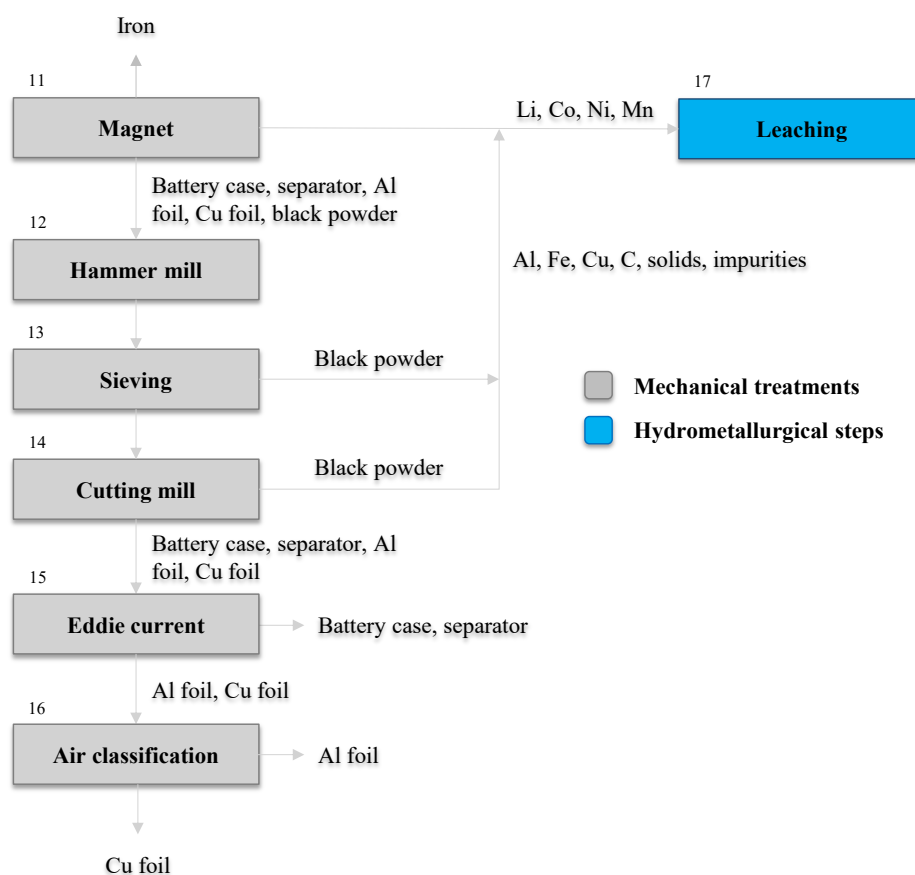 Iron
11
Magnet
Li, Co, Ni, Mn
17
Leaching
Battery case, separator, Al
foil, Cu foil, black powder
12
Hammer mill
Al, Fe, Cu, C, solids, impurities
13
Sieving
Black powder
Mechanical treatments
Hydrometallurgical steps
14
Cutting mill
Black powder
Battery case, separator, Al
foil, Cu foil
15
Eddie current
Battery case, separator
Al foil, Cu foil
16
Air classification
Al foil
Cu foil